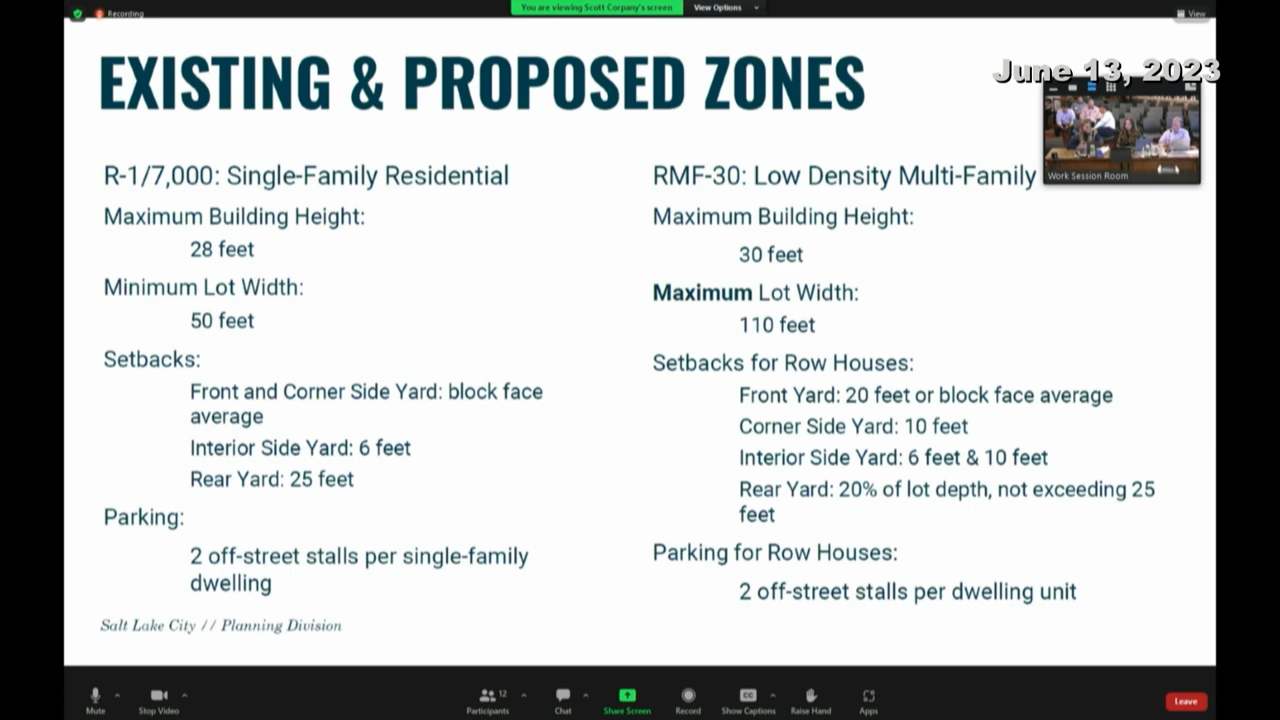 Recording
You are viewing Scott Corpany's screen
View Options
View
EXISTING & PROPOSED ZONES
June 13, 2023
Work Session Room
R-1/7,000: Single-Family Residential
Maximum Building Height:
28 feet
Minimum Lot Width:
50 feet
Setbacks:
Front and Corner Side Yard: block face
average
Interior Side Yard: 6 feet
Rear Yard: 25 feet
Parking:
2 off-street stalls per single-family
dwelling
RMF-30: Low Density Multi-Family
Maximum Building Height:
30 feet
Maximum Lot Width:
110 feet
Setbacks for Row Houses:
Front Yard: 20 feet or block face average
Corner Side Yard: 10 feet
Interior Side Yard: 6 feet & 10 feet
Rear Yard: 20% of lot depth, not exceeding 25
feet
Parking for Row Houses:
2 off-street stalls per dwelling unit
Salt Lake City // Planning Division
Mute
Stop Video
Participants
12
Chat
Share Screen
Record
CC
Show Captions
Raise Hand
Apps
Leave